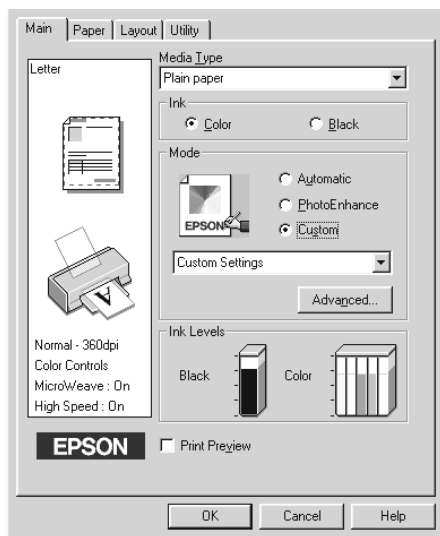 Main Paper Layout Utility
Letter
Media Type
Plain paper
Ink
Color Black
Mode
EPSON
Automatic
PhotoEnhance
Custom
Custom Settings
Advanced...
Ink Levels
Black Color
A
Normal - 360dpi
Color Controls
MicroWeave : On
High Speed : On
EPSON
Print Preview
OK Cancel Help